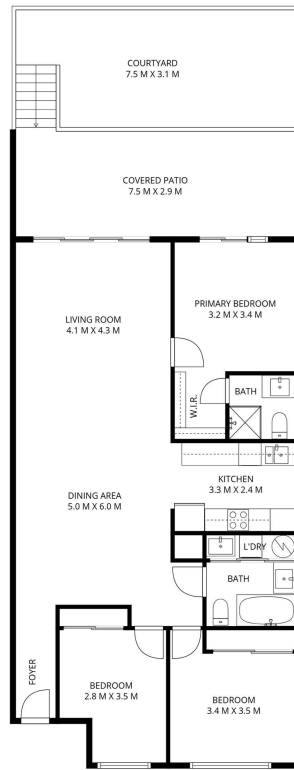 COURTYARD
7.5 M X 3.1 M
COVERED PATIO
7.5 M X 2.9 M
LIVING ROOM
4.1 M X 4.3 M
PRIMARY BEDROOM
3.2 M X 3.4 M
W.I.R.
BATH
KITCHEN
3.3 M X 2.4 M
DINING AREA
5.0 M X 6.0 M
L'DRY
BATH
FOYER
BEDROOM
2.8 M X 3.5 M
BEDROOM
3.4 M X 3.5 M